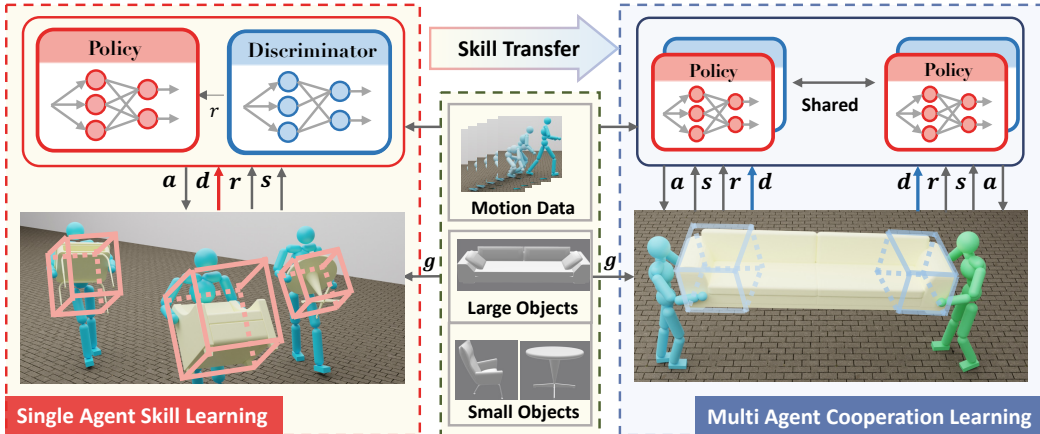 Policy
Discriminator
r
a
d
r
s
Single Agent Skill Learning
Skill Transfer
Motion Data
g
g
Large Objects
Small Objects
Policy
Shared
Policy
a
s
r
d
d
r
s
a
Multi Agent Cooperation Learning